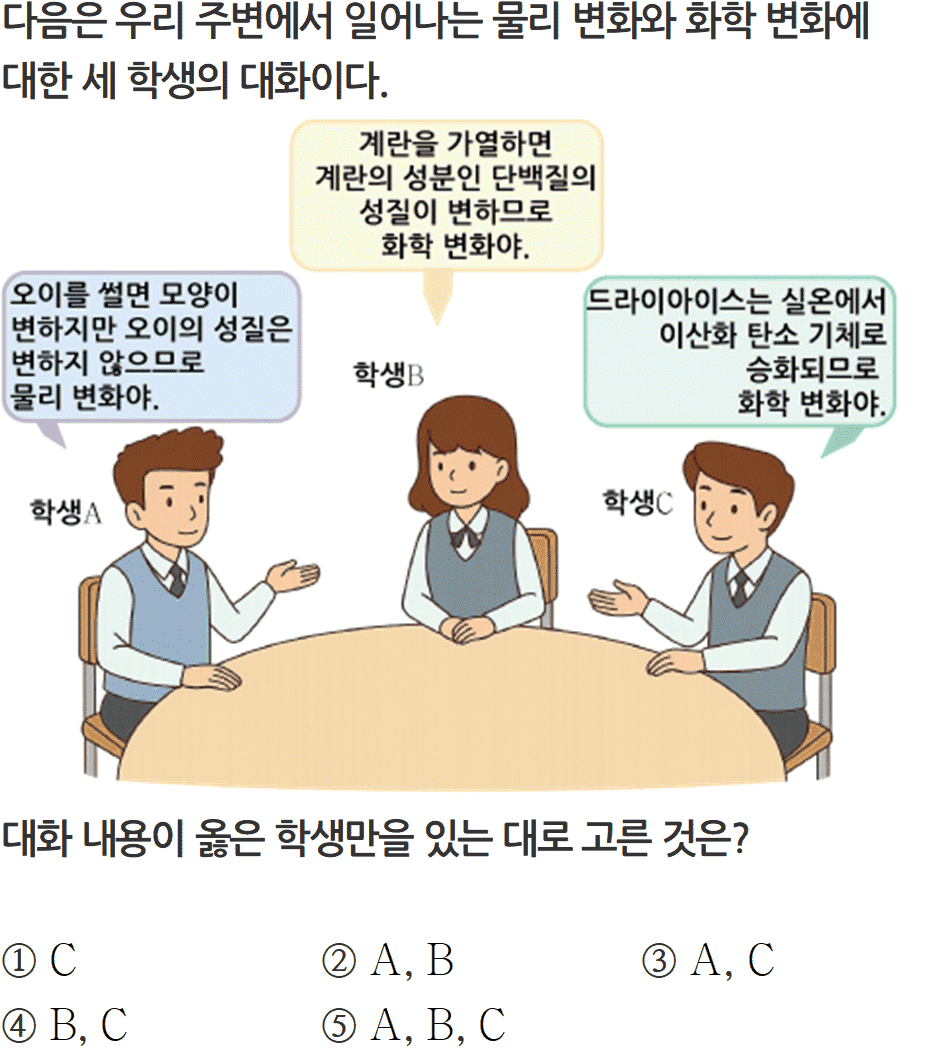 다음은 우리 주변에서 일어나는 물리 변화와 화학 변화에
대한 세 학생의 대화이다.
계란을 가열하면
계란의 성분인 단백질의
성질이 변하므로
화학 변화야.
오이를 썰면 모양이
변하지만 오이의 성질은
변하지 않으므로
물리 변화야.
드라이아이스는 실온에서
이산화 탄소 기체로
승화되므로
화학 변화야.
학생B
학생A
학생C
대화 내용이 옳은 학생만을 있는 대로 고른 것은?
① C ② A, B ③ A, C
④ B, C ⑤ A, B, C